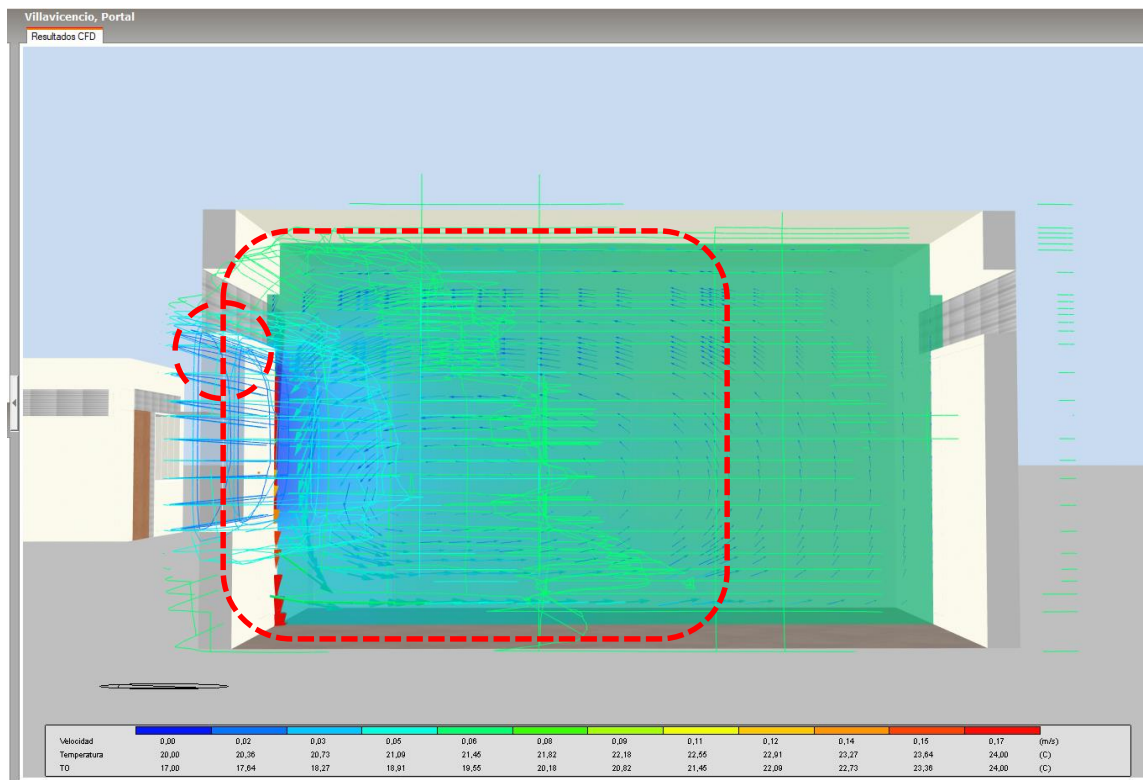 Villavicencio, Portal
Resultados CFD
Velocidad 0,00 0,02 0,03 0,05 0,06 0,08 0,09 0,11 0,12 0,14 0,15 0,17 (m/s)
Temperatura 20,00 20,36 20,73 21,09 21,45 21,82 22,18 22,55 22,91 23,27 23,64 24,00 (C)
TO 17,00 17,64 18,27 18,91 19,55 20,18 20,82 21,45 22,09 22,73 23,36 24,00 (C)